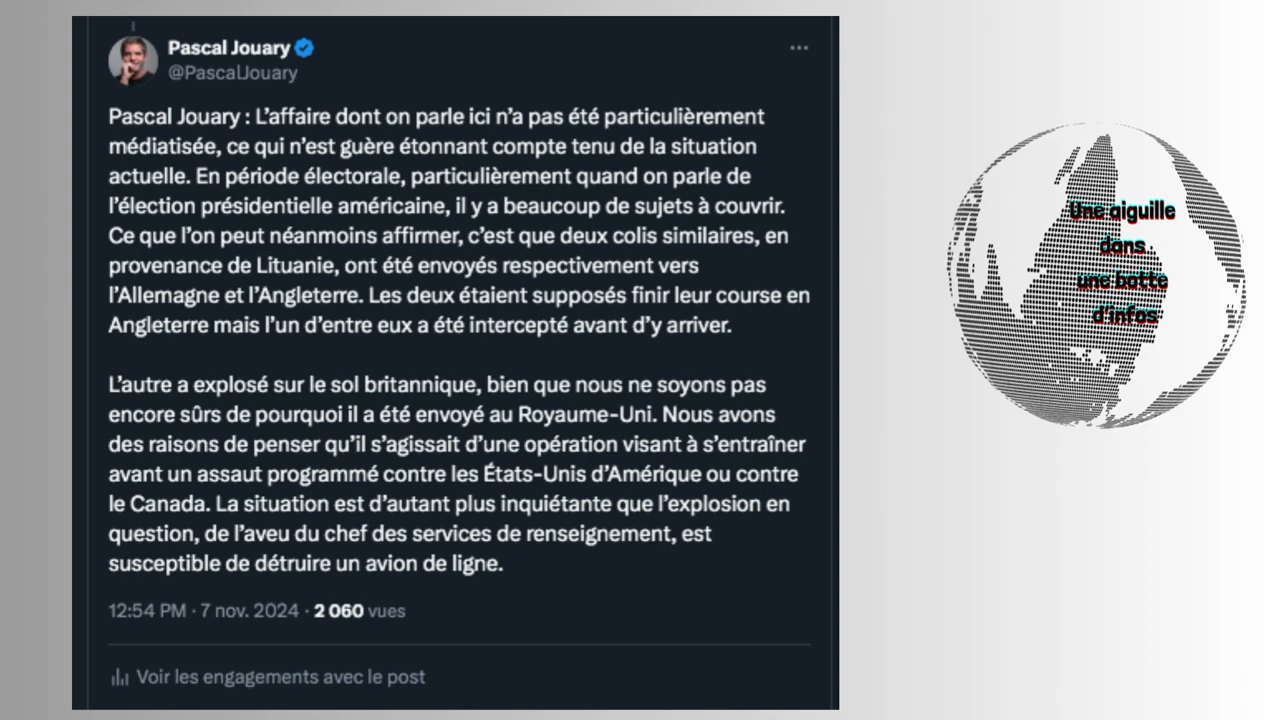 Pascal Jouary
@PascalJouary
Pascal Jouary : L’affaire dont on parle ici n’a pas été particulièrement
médiatisée, ce qui n’est guère étonnant compte tenu de la situation
actuelle. En période électorale, particulièrement quand on parle de
l’élection présidentielle américaine, il y a beaucoup de sujets à couvrir.
Ce que l’on peut néanmoins affirmer, c’est que deux colis similaires, en
provenance de Lituanie, ont été envoyés respectivement vers
l’Allemagne et l’Angleterre. Les deux étaient supposés finir leur course en
Angleterre mais l’un d’entre eux a été intercepté avant d’y arriver.
L’autre a explosé sur le sol britannique, bien que nous ne soyons pas
encore sûrs de pourquoi il a été envoyé au Royaume-Uni. Nous avons
des raisons de penser qu’il s’agissait d’une opération visant à s’entraîner
avant un assaut programmé contre les États-Unis d’Amérique ou contre
le Canada. La situation est d’autant plus inquiétante que l’explosion en
question, de l’aveu du chef des services de renseignement, est
susceptible de détruire un avion de ligne.
12:54 PM · 7 nov. 2024 · 2 060 vues
Voir les engagements avec le post
Une aiguille
dans
une botte
d'infos